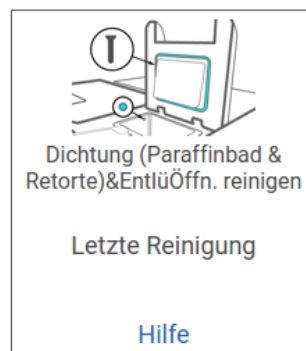 Dichtung (Paraffinbad &
Retorte)&EntlüÖffn. reinigen
Letzte Reinigung
Hilfe